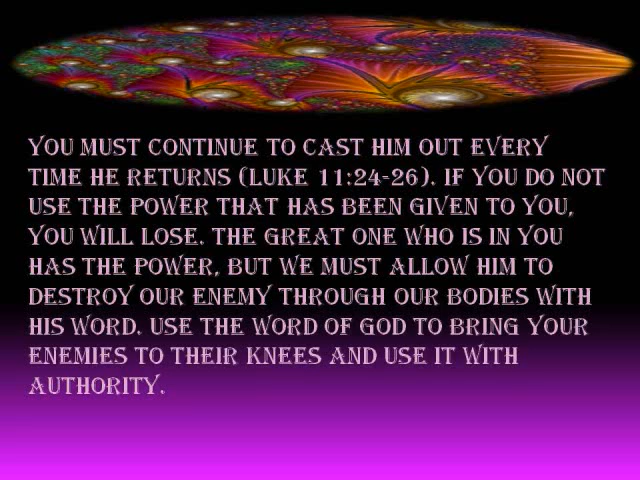 YOU MUST CONTINUE TO CAST HIM OUT EVERY
TIME HE RETURNS (LUKE 11:24-26). IF YOU DO NOT
USE THE POWER THAT HAS BEEN GIVEN TO YOU,
YOU WILL LOSE. THE GREAT ONE WHO IS IN YOU
HAS THE POWER, BUT WE MUST ALLOW HIM TO
DESTROY OUR ENEMY THROUGH OUR BODIES WITH
HIS WORD. USE THE WORD OF GOD TO BRING YOUR
ENEMIES TO THEIR KNEES AND USE IT WITH
AUTHORITY.